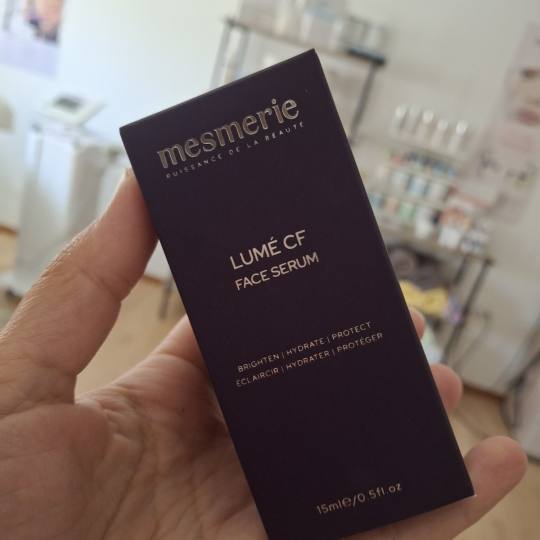 mesmerie
PUISSANCE DE LA BEAUTÉ
LUMÉ CF
FACE SERUM
BRIGHTEN | HYDRATE | PROTECT
ÉCLAIRCIR | HYDRATER | PROTÉGER
15ml℮/0.5fl.oz